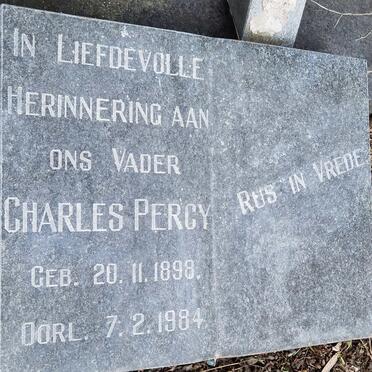 In Liefdevolle
Herinnering aan
ons Vader
Charles Percy
Geb. 20.11.1898.
Oorl. 7.2.1984
Rus in Vrede